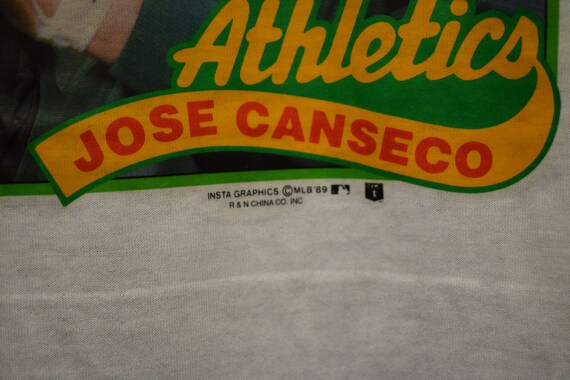 Athletics
JOSE CANSECO
INSTA GRAPHICS ©MLB'89
R & N CHINA CO. INC